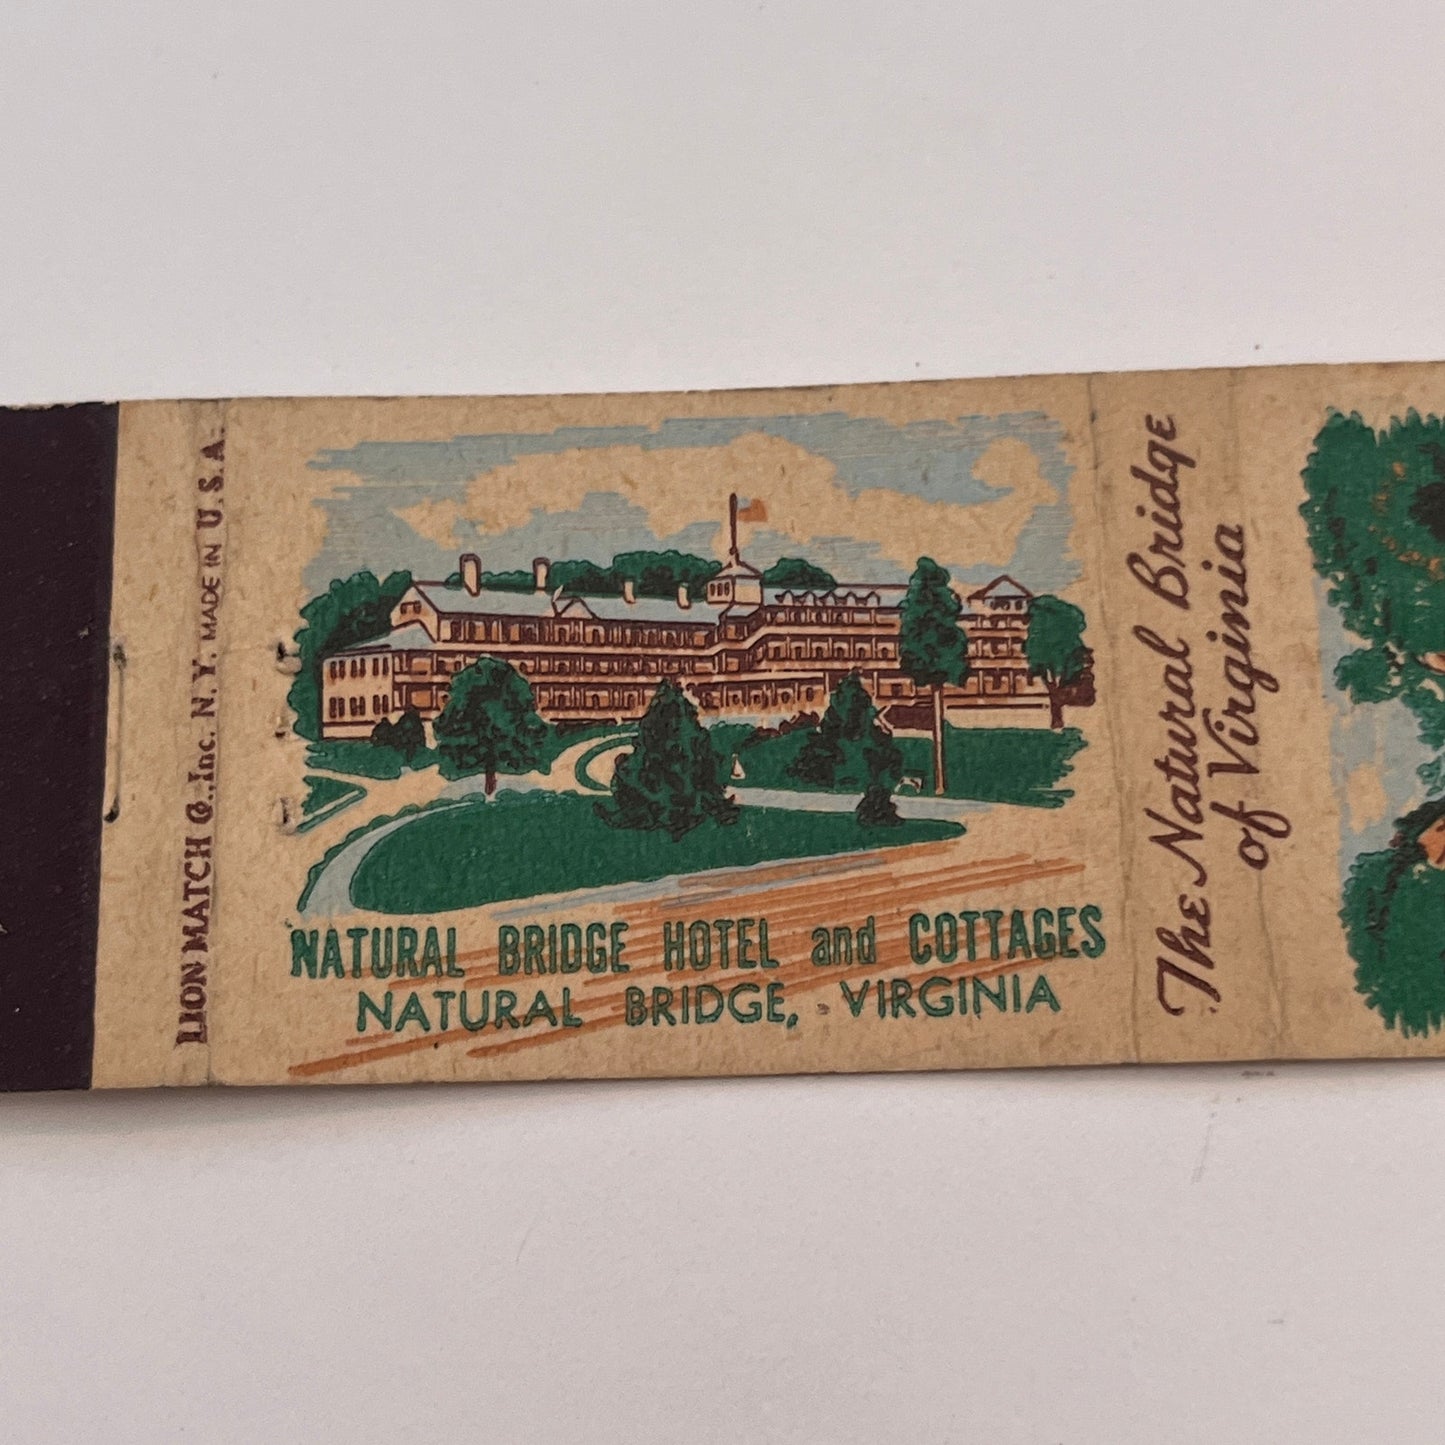 LION MATCH Co., Inc. N. Y. MADE IN U. S. A.
NATURAL BRIDGE HOTEL and COTTAGES
NATURAL BRIDGE, VIRGINIA
The Natural Bridge
of Virginia